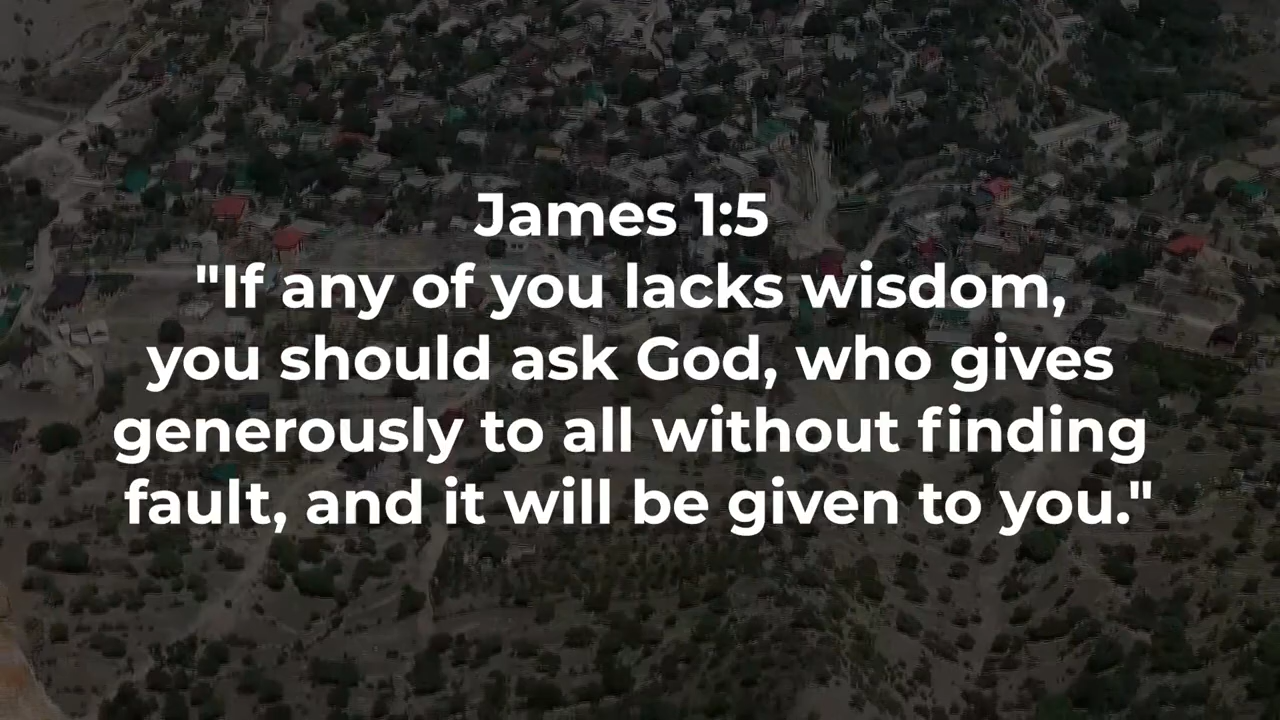 James 1:5
"If any of you lacks wisdom,
you should ask God, who gives
generously to all without finding
fault, and it will be given to you."